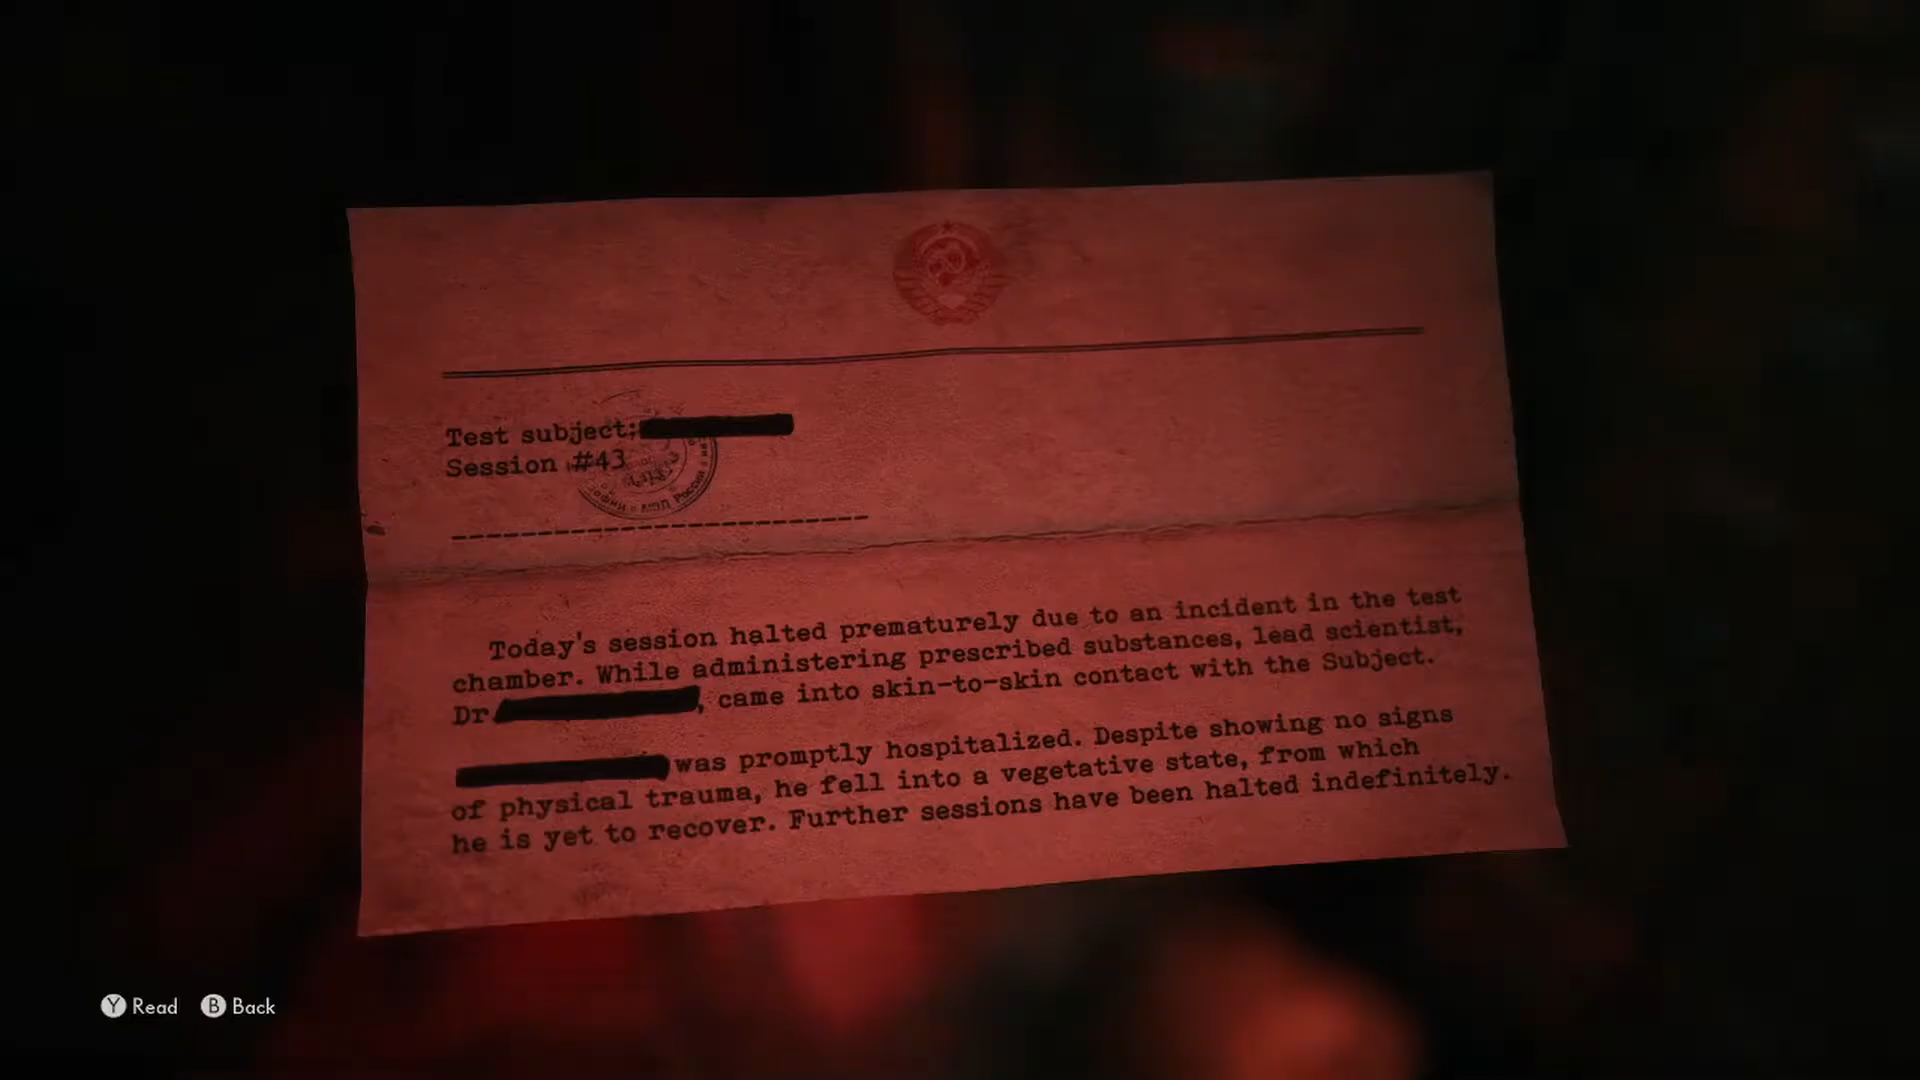 Test subject:
Session #43
Today's session halted prematurely due to an incident in the test
chamber. While administering prescribed substances, lead scientist,
Dr , came into skin-to-skin contact with the Subject.
was promptly hospitalized. Despite showing no signs
of physical trauma, he fell into a vegetative state, from which
he is yet to recover. Further sessions have been halted indefinitely.
Y Read B Back